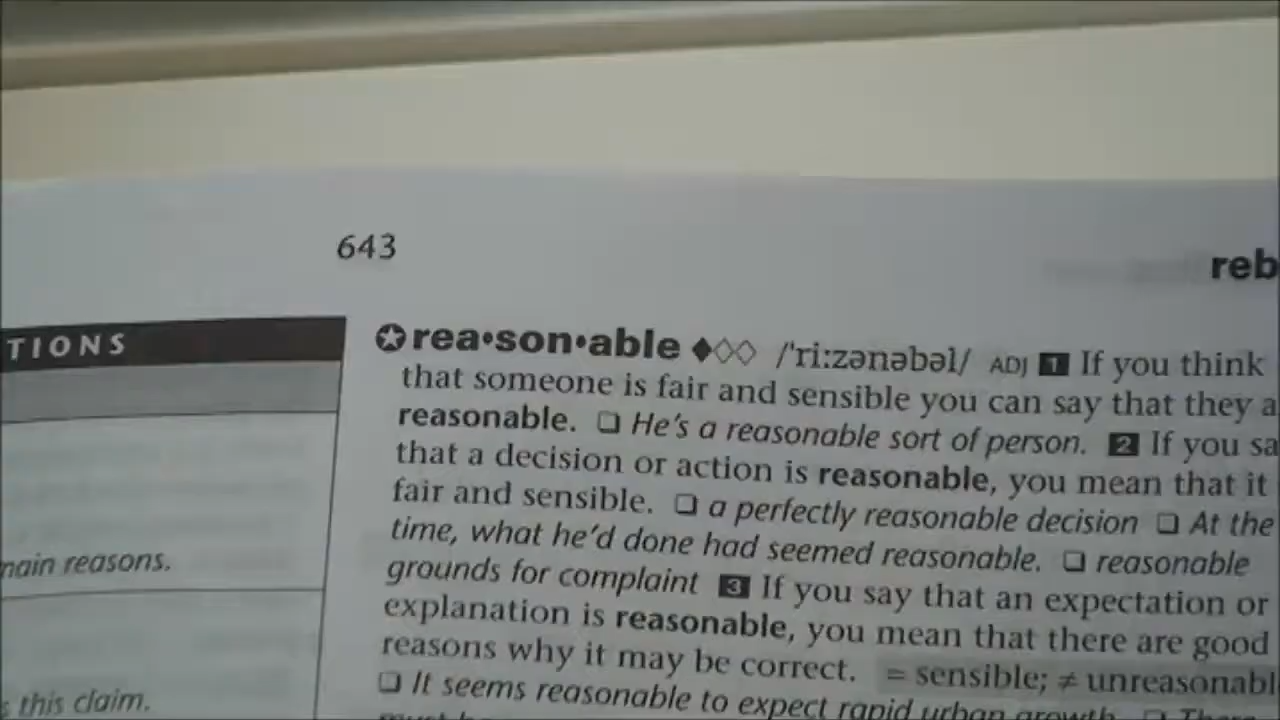 643
reb
TIONS
rea•son•able ◆◇◇ /ˈriːzənəbəl/ ADJ 1 If you think
that someone is fair and sensible you can say that they a
reasonable. ❑ He's a reasonable sort of person. 2 If you sa
that a decision or action is reasonable, you mean that it
fair and sensible. ❑ a perfectly reasonable decision ❑ At the
time, what he'd done had seemed reasonable. ❑ reasonable
grounds for complaint 3 If you say that an expectation or
explanation is reasonable, you mean that there are good
reasons why it may be correct. = sensible; ≠ unreasonabl
❑ It seems reasonable to expect rapid urban growth. ❑ There
main reasons.
s this claim.